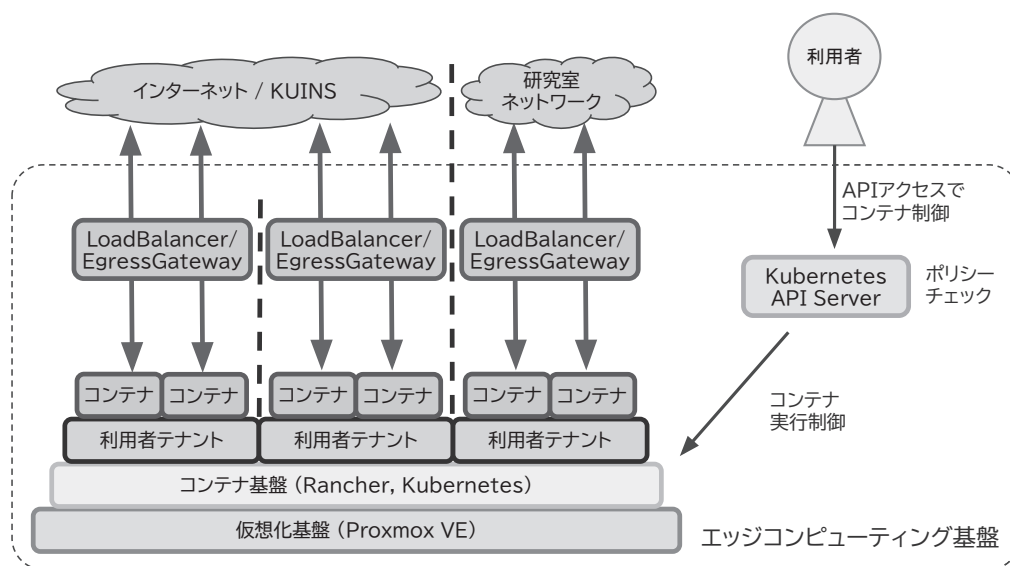 利用者
インターネット / KUINS
研究室
ネットワーク
APIアクセスで
コンテナ制御
LoadBalancer/
EgressGateway
LoadBalancer/
EgressGateway
LoadBalancer/
EgressGateway
Kubernetes
API Server
ポリシー
チェック
コンテナ
コンテナ
コンテナ
コンテナ
コンテナ
コンテナ
コンテナ
実行制御
利用者テナント
利用者テナント
利用者テナント
コンテナ基盤 (Rancher, Kubernetes)
仮想化基盤 (Proxmox VE)
エッジコンピューティング基盤